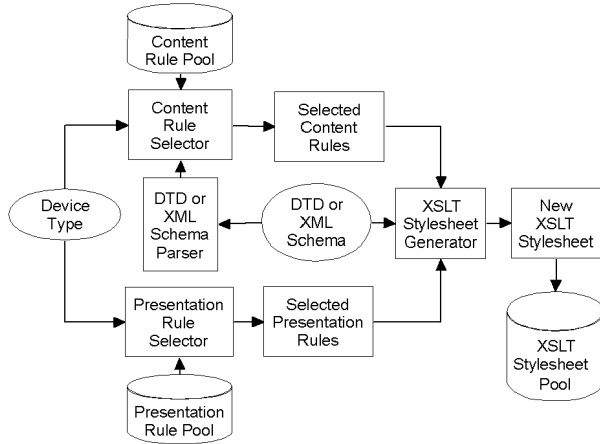 Content
Rule Pool
Content
Rule
Selector
Selected
Content
Rules
Device
Type
DTD or
XML
Schema
Parser
DTD or
XML
Schema
XSLT
Stylesheet
Generator
New
XSLT
Stylesheet
Presentation
Rule
Selector
Selected
Presentation
Rules
XSLT
Stylesheet
Pool
Presentation
Rule Pool